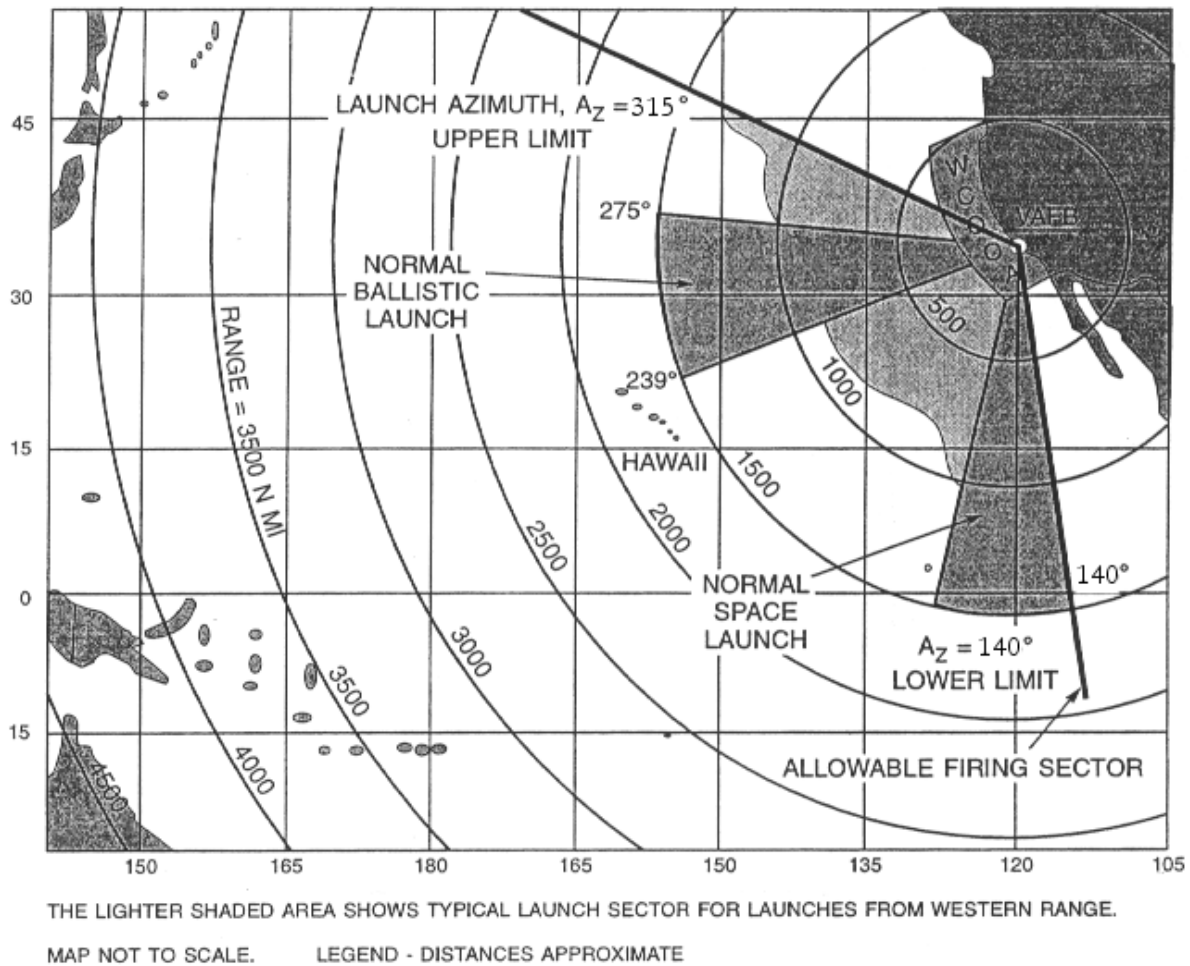 LAUNCH AZIMUTH, AZ = 315°
UPPER LIMIT
45
275°
W
C
O
O
A
VAFB
NORMAL
BALLISTIC
LAUNCH
30
500
RANGE = 3500 N MI
239°
1000
HAWAII
15
1500
2000
2500
NORMAL
SPACE
LAUNCH
140°
0
3000
AZ = 140°
LOWER LIMIT
3500
15
4000
4500
ALLOWABLE FIRING SECTOR
150 165 180 165 150 135 120 105
THE LIGHTER SHADED AREA SHOWS TYPICAL LAUNCH SECTOR FOR LAUNCHES FROM WESTERN RANGE.
MAP NOT TO SCALE. LEGEND - DISTANCES APPROXIMATE